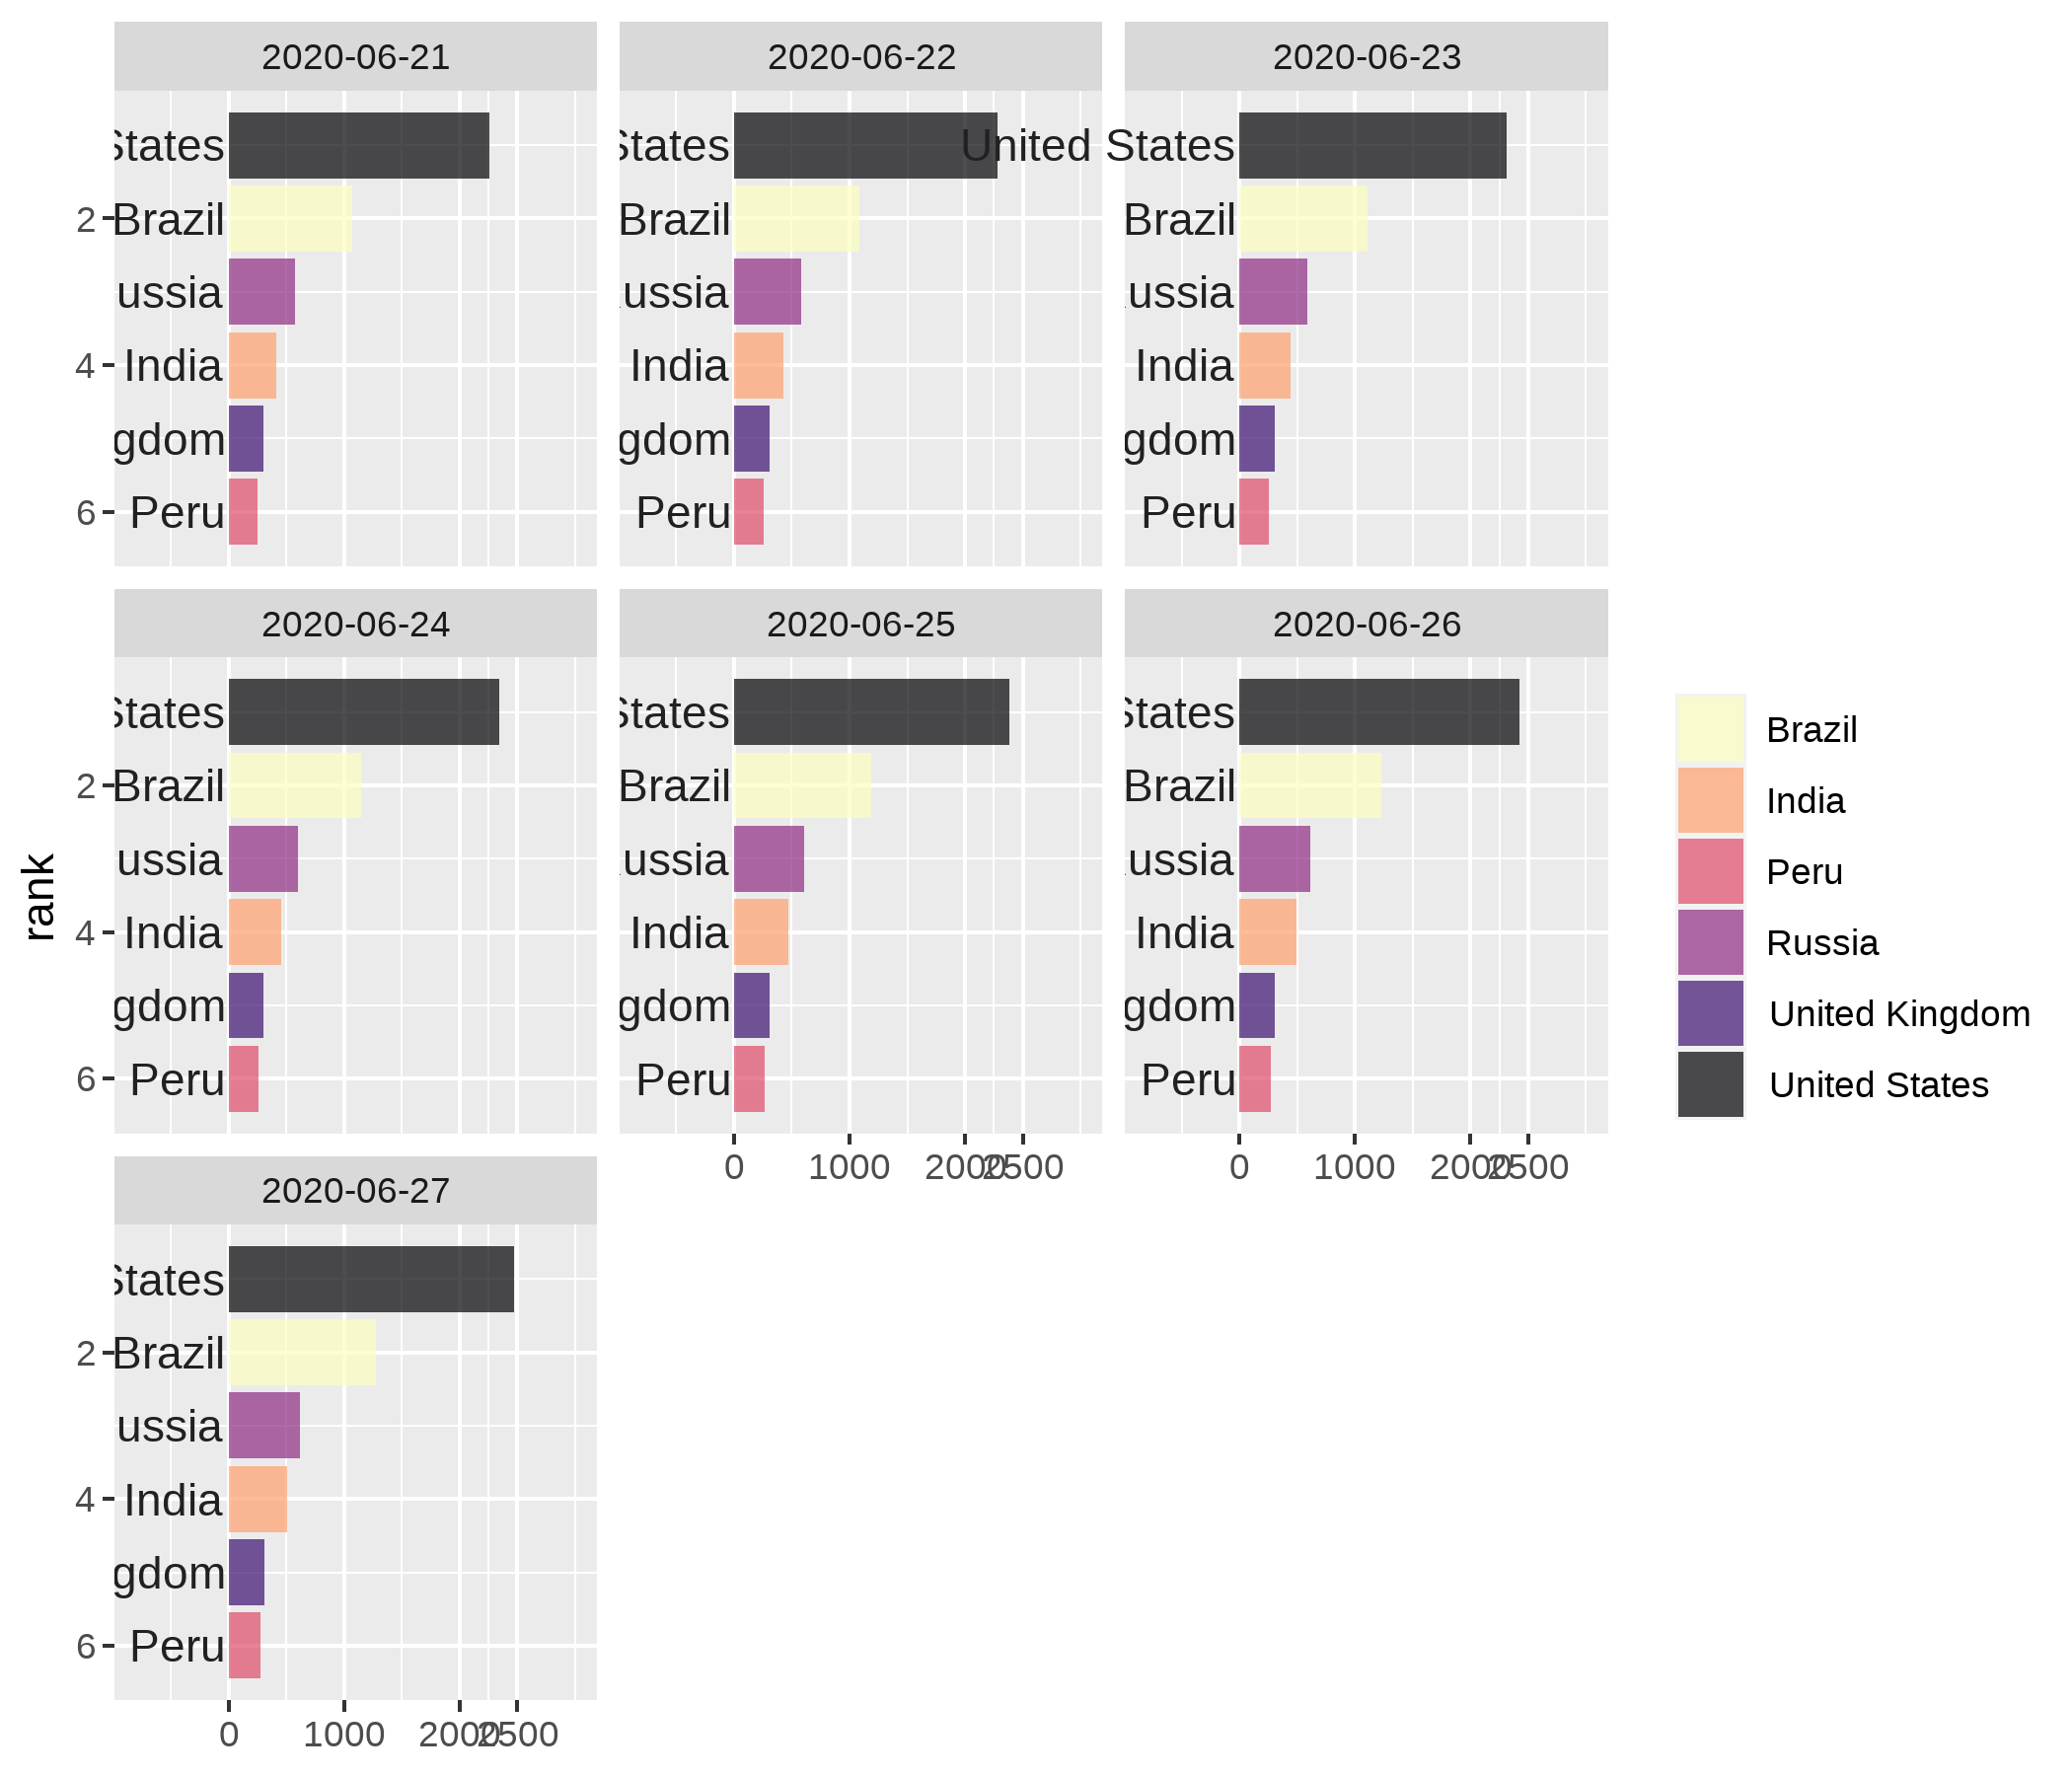 2020-06-21 2020-06-22 2020-06-23
States States United States
2 Brazil Brazil Brazil
ussia ussia ussia
4 India India India
gdom gdom gdom
6 Peru Peru Peru
2020-06-24 2020-06-25 2020-06-26
States States States
2 Brazil Brazil Brazil
ussia ussia ussia
4 India India India
gdom gdom gdom
6 Peru Peru Peru
0 1000 2000 2500 0 1000 2000 2500
rank
2020-06-27
States
2 Brazil
ussia
4 India
gdom
6 Peru
0 1000 2000 2500
Brazil
India
Peru
Russia
United Kingdom
United States